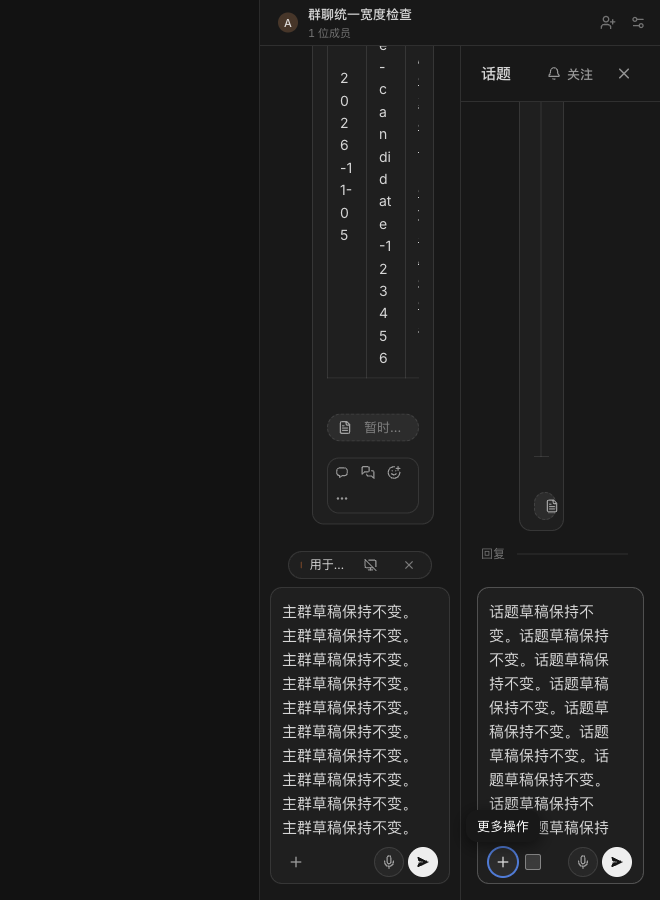 A
群聊统一宽度检查
1 位成员
2
0
2
6
-1
1-
0
5
e
-
c
a
n
di
d
at
e
-1
2
3
4
5
6
暂时...
用于...
主群草稿保持不变。
主群草稿保持不变。
主群草稿保持不变。
主群草稿保持不变。
主群草稿保持不变。
主群草稿保持不变。
主群草稿保持不变。
主群草稿保持不变。
主群草稿保持不变。
主群草稿保持不变。
话题
关注
回复
话题草稿保持不
变。话题草稿保持
不变。话题草稿保
持不变。话题草稿
保持不变。话题草
稿保持不变。话题
草稿保持不变。话
题草稿保持不变。
话题草稿保持不
题草稿保持
更多操作